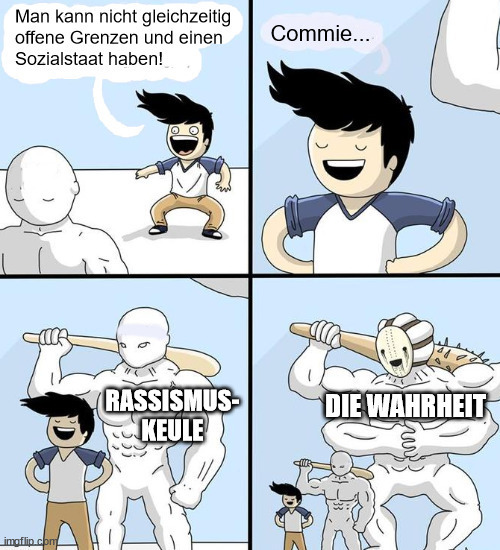 Man kann nicht gleichzeitig
offene Grenzen und einen
Sozialstaat haben!
Commie...
RASSISMUS-
KEULE
DIE WAHRHEIT
imgflip.com